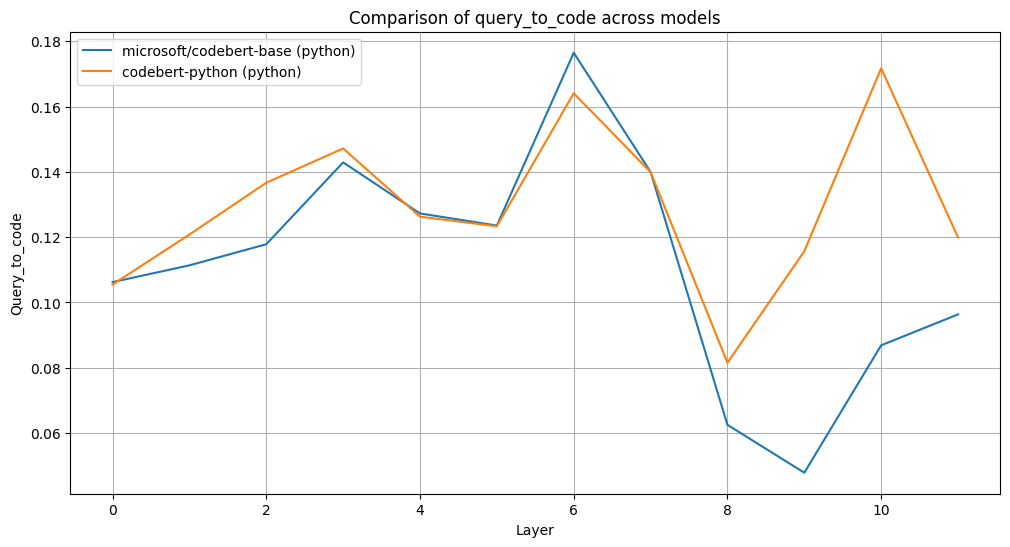 Comparison of query_to_code across models
microsoft/codebert-base (python)
codebert-python (python)
Query_to_code
0.18
0.16
0.14
0.12
0.10
0.08
0.06
0 2 4 6 8 10
Layer